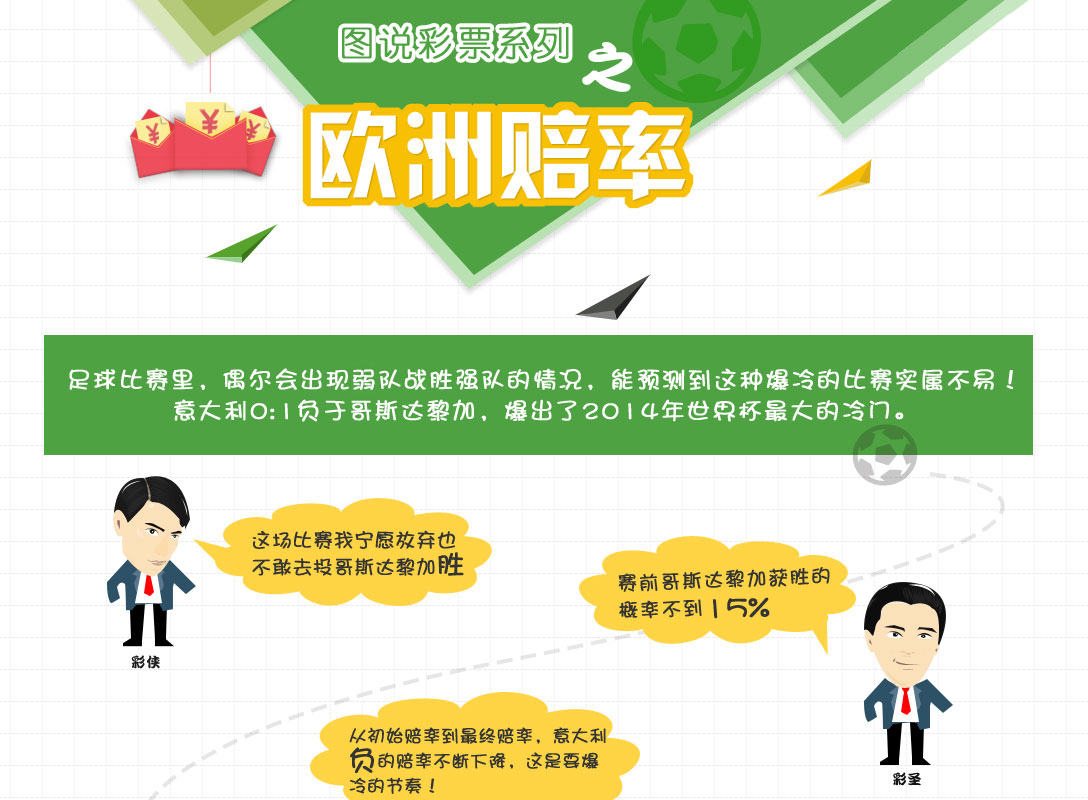 图说彩票系列
之
欧洲赔率
¥ ¥ ¥
足球比赛里，偶尔会出现弱队战胜强队的情况，能预测到这种爆冷的比赛实属不易！
意大利0:1负于哥斯达黎加，爆出了2014年世界杯最大的冷门。
这场比赛我宁愿放弃也
不敢去投哥斯达黎加胜
赛前哥斯达黎加获胜的
概率不到15%
彩侠
从初始赔率到最终赔率，意大利
负的赔率不断下降，这是要爆
冷的节奏！
彩圣